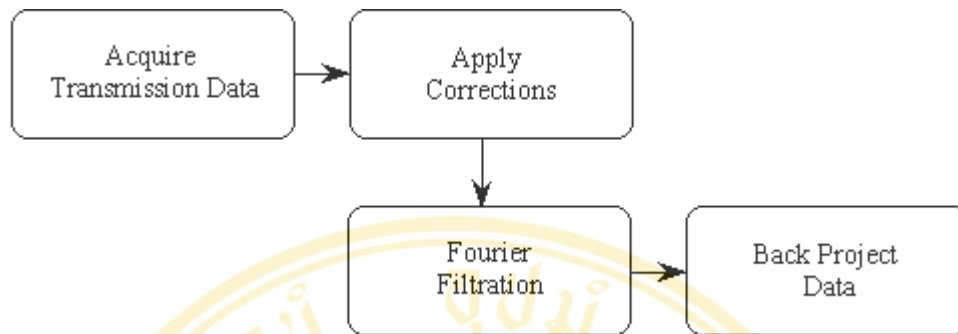 Acquire
Transmission Data
Apply
Corrections
Fourier
Filtration
Back Project
Data